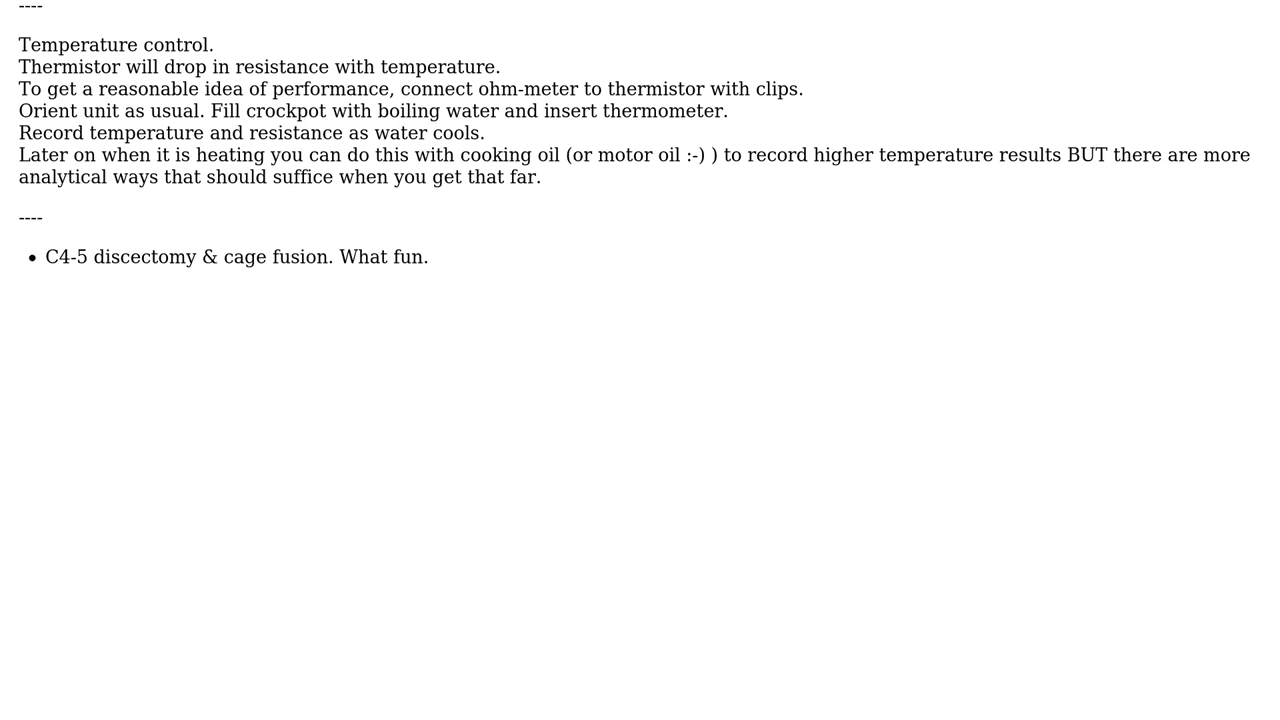 ----
Temperature control.
Thermistor will drop in resistance with temperature.
To get a reasonable idea of performance, connect ohm-meter to thermistor with clips.
Orient unit as usual. Fill crockpot with boiling water and insert thermometer.
Record temperature and resistance as water cools.
Later on when it is heating you can do this with cooking oil (or motor oil :-) ) to record higher temperature results BUT there are more
analytical ways that should suffice when you get that far.
----
• C4-5 discectomy & cage fusion. What fun.